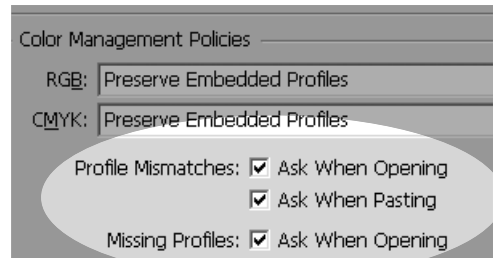 Color Management Policies
RGB: Preserve Embedded Profiles
CMYK: Preserve Embedded Profiles
Profile Mismatches: Ask When Opening
Ask When Pasting
Missing Profiles: Ask When Opening